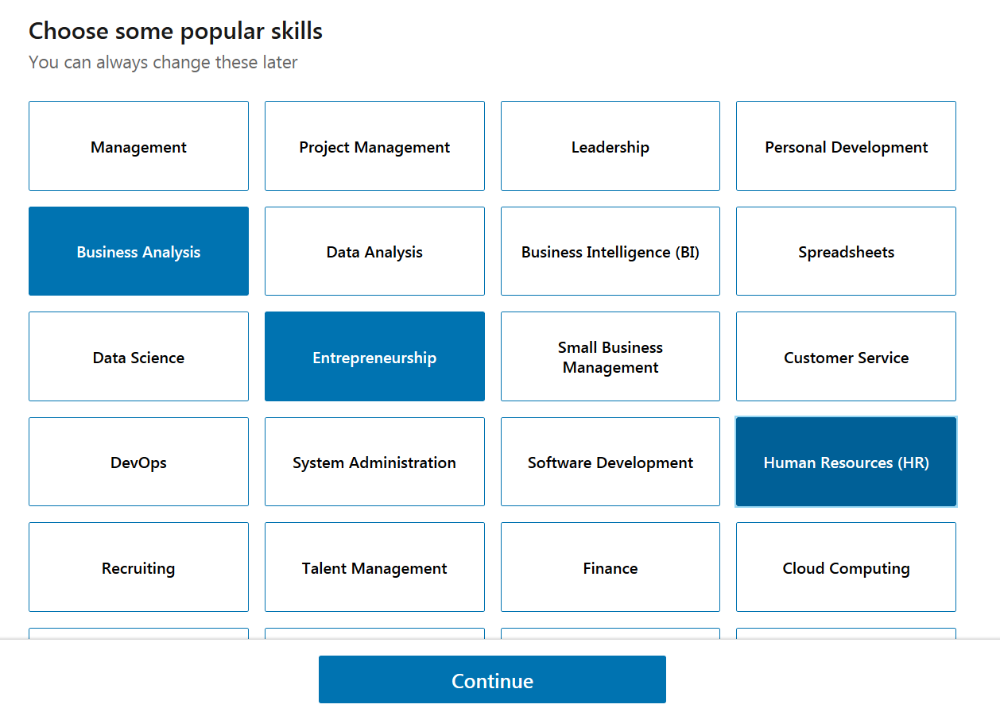 Choose some popular skills
You can always change these later
Management
Project Management
Leadership
Personal Development
Business Analysis
Data Analysis
Business Intelligence (BI)
Spreadsheets
Data Science
Entrepreneurship
Small Business
Management
Customer Service
DevOps
System Administration
Software Development
Human Resources (HR)
Recruiting
Talent Management
Finance
Cloud Computing
Continue